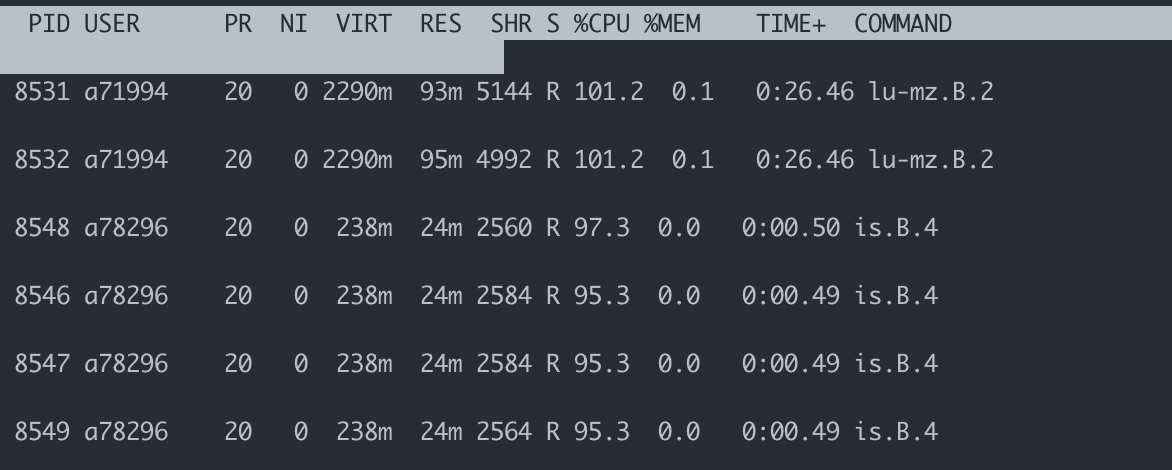 PID USER PR NI VIRT RES SHR S %CPU %MEM TIME+ COMMAND
8531 a71994 20 0 2290m 93m 5144 R 101.2 0.1 0:26.46 lu-mz.B.2
8532 a71994 20 0 2290m 95m 4992 R 101.2 0.1 0:26.46 lu-mz.B.2
8548 a78296 20 0 238m 24m 2560 R 97.3 0.0 0:00.50 is.B.4
8546 a78296 20 0 238m 24m 2584 R 95.3 0.0 0:00.49 is.B.4
8547 a78296 20 0 238m 24m 2584 R 95.3 0.0 0:00.49 is.B.4
8549 a78296 20 0 238m 24m 2564 R 95.3 0.0 0:00.49 is.B.4